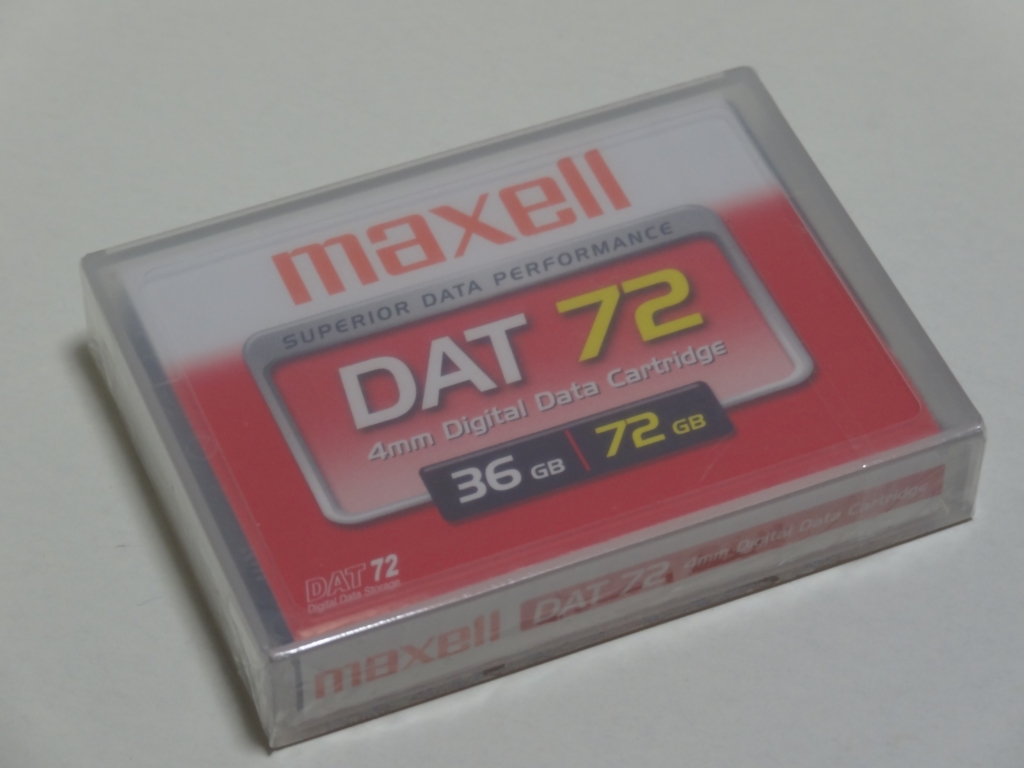 maxell
SUPERIOR DATA PERFORMANCE
DAT 72
4mm Digital Data Cartridge
36 GB 72 GB
DAT 72
Digital Data Storage
maxell DAT 72 4mm Digital Data Cartridge